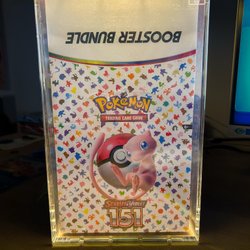 BOOSTER BUNDLE
Pokémon
TRADING CARD GAME
Scarlet & Violet
151